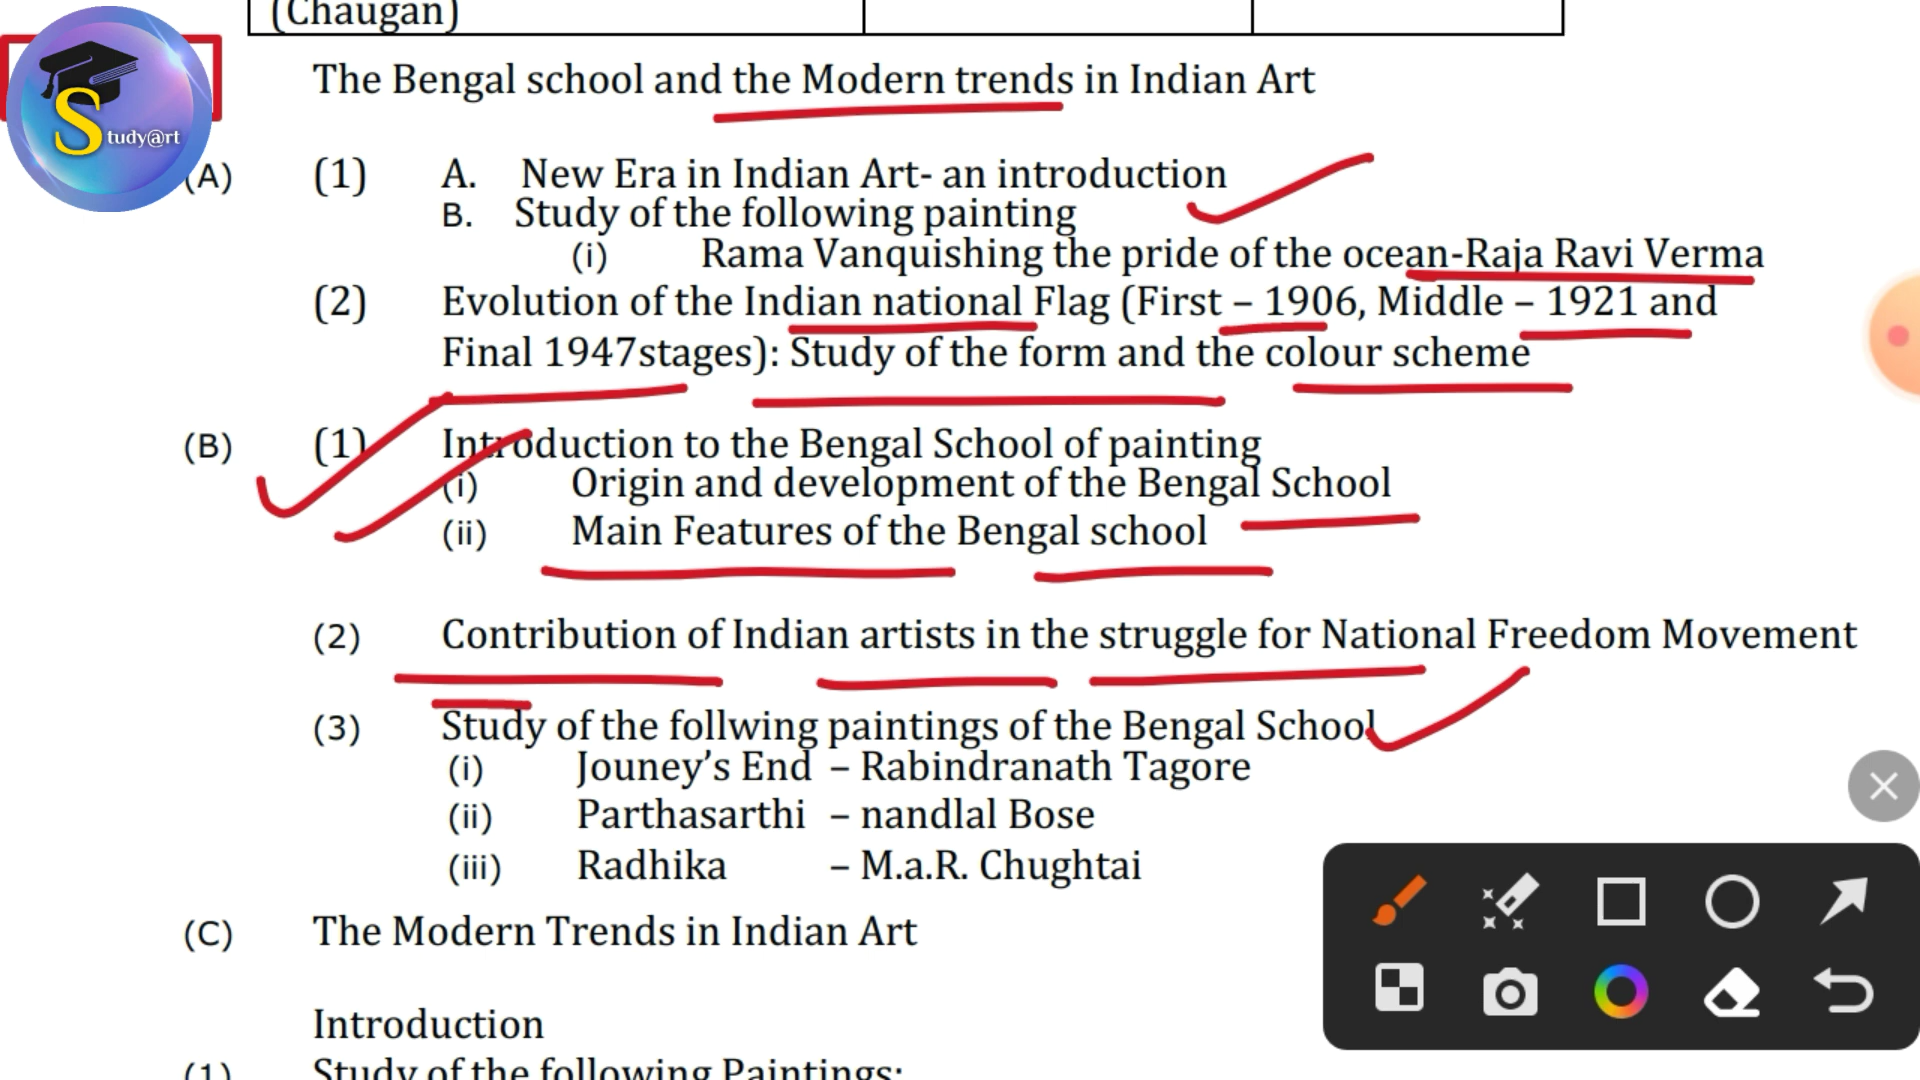 (Chaugan)
Study@rt
The Bengal school and the Modern trends in Indian Art
(A) (1) A. New Era in Indian Art- an introduction
B. Study of the following painting
(i) Rama Vanquishing the pride of the ocean-Raja Ravi Verma
(2) Evolution of the Indian national Flag (First – 1906, Middle – 1921 and
Final 1947stages): Study of the form and the colour scheme
(B) (1) Introduction to the Bengal School of painting
(i) Origin and development of the Bengal School
(ii) Main Features of the Bengal school
(2) Contribution of Indian artists in the struggle for National Freedom Movement
(3) Study of the follwing paintings of the Bengal School
(i) Jouney’s End – Rabindranath Tagore
(ii) Parthasarthi – nandlal Bose
(iii) Radhika – M.a.R. Chughtai
(C) The Modern Trends in Indian Art
Introduction
(1) Study of the following Paintings: